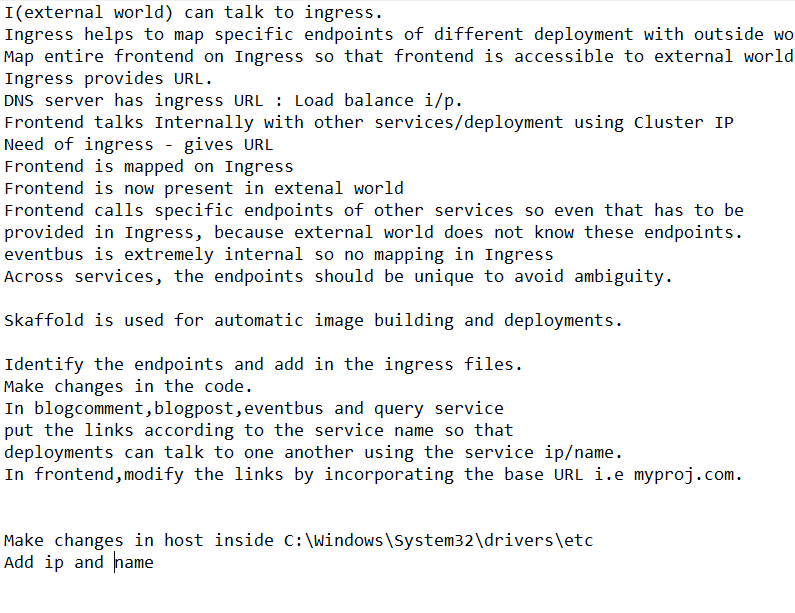 I(external world) can talk to ingress.
Ingress helps to map specific endpoints of different deployment with outside wo
Map entire frontend on Ingress so that frontend is accessible to external world
Ingress provides URL.
DNS server has ingress URL : Load balance i/p.
Frontend talks Internally with other services/deployment using Cluster IP
Need of ingress - gives URL
Frontend is mapped on Ingress
Frontend is now present in extenal world
Frontend calls specific endpoints of other services so even that has to be
provided in Ingress, because external world does not know these endpoints.
eventbus is extremely internal so no mapping in Ingress
Across services, the endpoints should be unique to avoid ambiguity.
Skaffold is used for automatic image building and deployments.
Identify the endpoints and add in the ingress files.
Make changes in the code.
In blogcomment,blogpost,eventbus and query service
put the links according to the service name so that
deployments can talk to one another using the service ip/name.
In frontend,modify the links by incorporating the base URL i.e myproj.com.
Make changes in host inside C:\Windows\System32\drivers\etc
Add ip and name